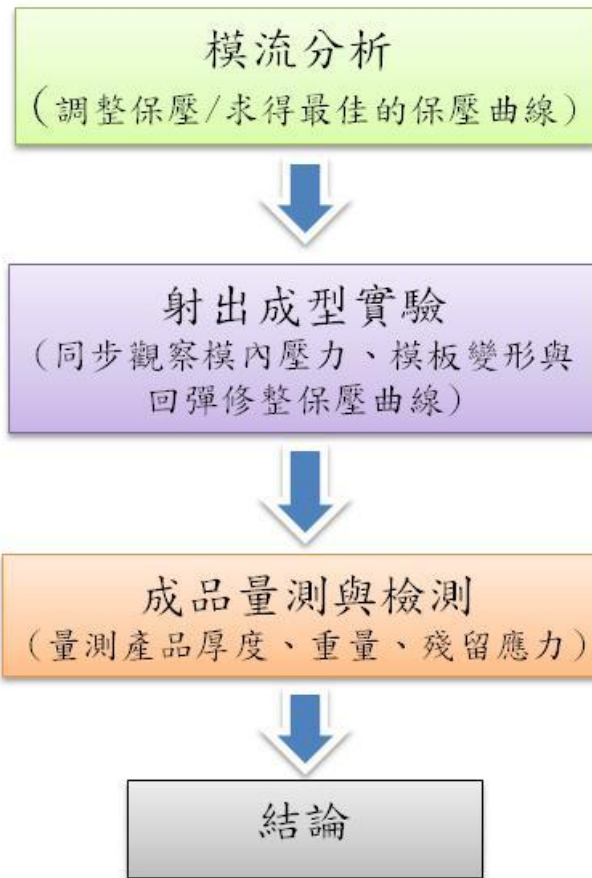 模流分析
(調整保壓/求得最佳的保壓曲線)
射出成型實驗
(同步觀察模內壓力、模板變形與
回彈修整保壓曲線)
成品量測與檢測
(量測產品厚度、重量、殘留應力)
結論